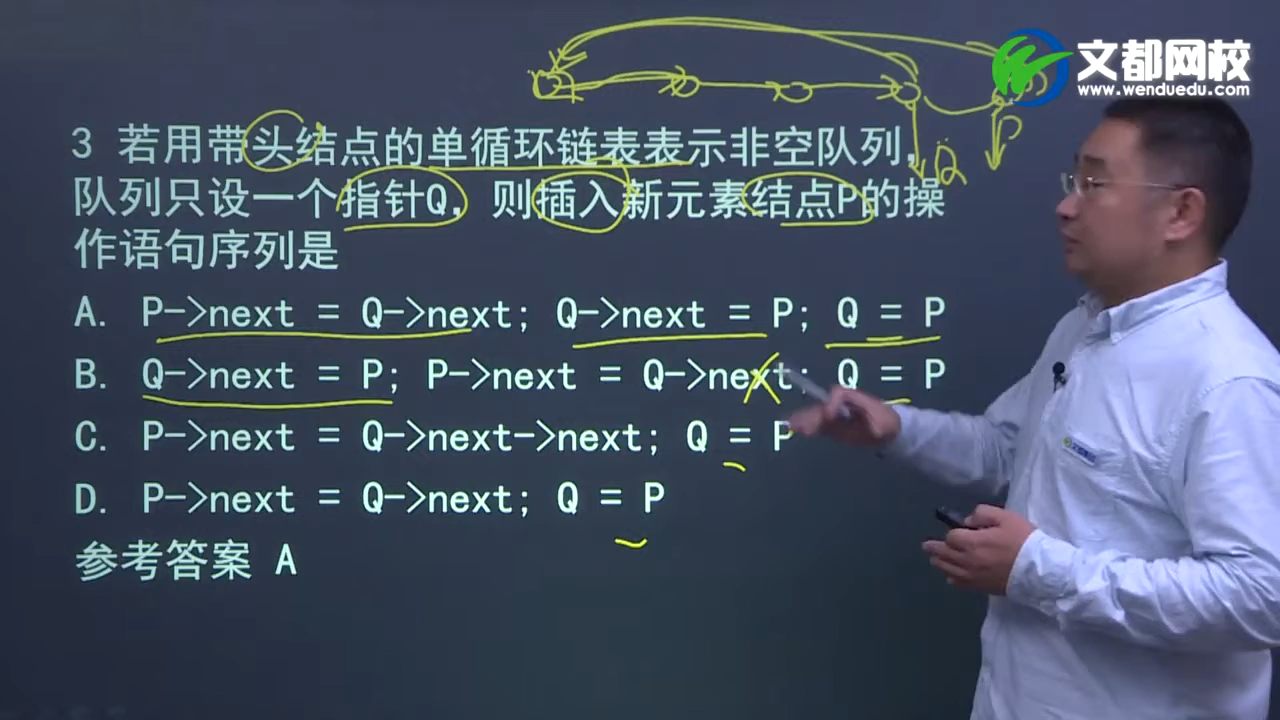 文都网校
www.wenduedu.com
P
Q
3 若用带头结点的单循环链表表示非空队列,
队列只设一个指针Q, 则插入新元素结点P的操
作语句序列是
A. P->next = Q->next; Q->next = P; Q = P
B. Q->next = P; P->next = Q->next; Q = P
C. P->next = Q->next->next; Q = P
D. P->next = Q->next; Q = P
参考答案 A